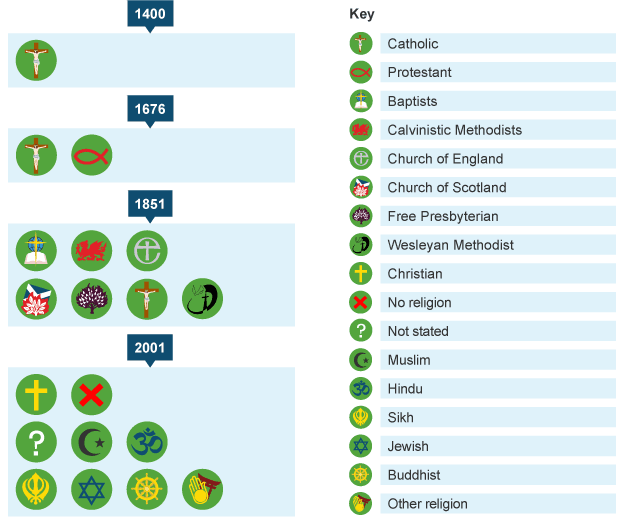 1400
1676
1851
2001
Key
Catholic
Protestant
Baptists
Calvinistic Methodists
Church of England
Church of Scotland
Free Presbyterian
Wesleyan Methodist
Christian
No religion
? Not stated
Muslim
Hindu
Sikh
Jewish
Buddhist
Other religion